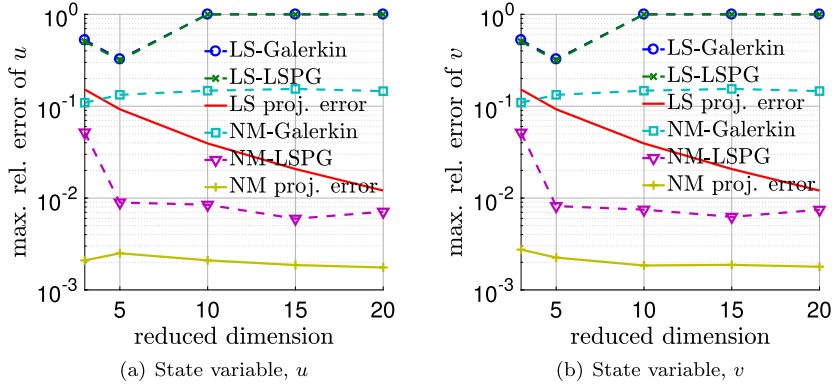 max. rel. error of u
10^0
10^-1
10^-2
10^-3
LS-Galerkin
LS-LSPG
LS proj. error
NM-Galerkin
NM-LSPG
NM proj. error
5 10 15 20
reduced dimension
(a) State variable, u
max. rel. error of v
10^0
10^-1
10^-2
10^-3
LS-Galerkin
LS-LSPG
LS proj. error
NM-Galerkin
NM-LSPG
NM proj. error
5 10 15 20
reduced dimension
(b) State variable, v